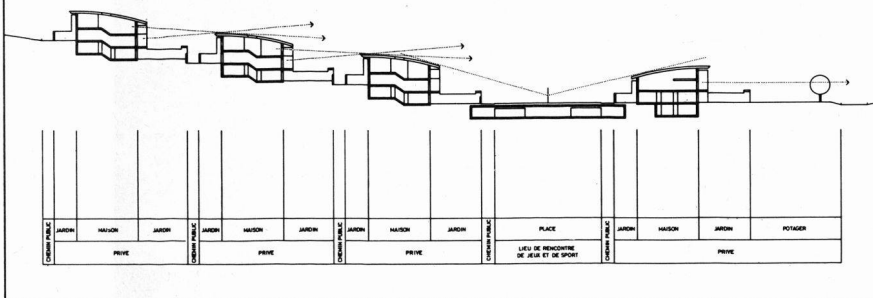 CHEMIN PUBLIC
JARDIN
MAISON
JARDIN
PRIVE
CHEMIN PUBLIC
JARDIN
MAISON
JARDIN
PRIVE
CHEMIN PUBLIC
JARDIN
MAISON
JARDIN
PRIVE
CHEMIN PUBLIC
PLACE
LIEU DE RENCONTRE
DE JEUX ET DE SPORT
CHEMIN PUBLIC
JARDIN
MAISON
JARDIN
POTAGER
PRIVE